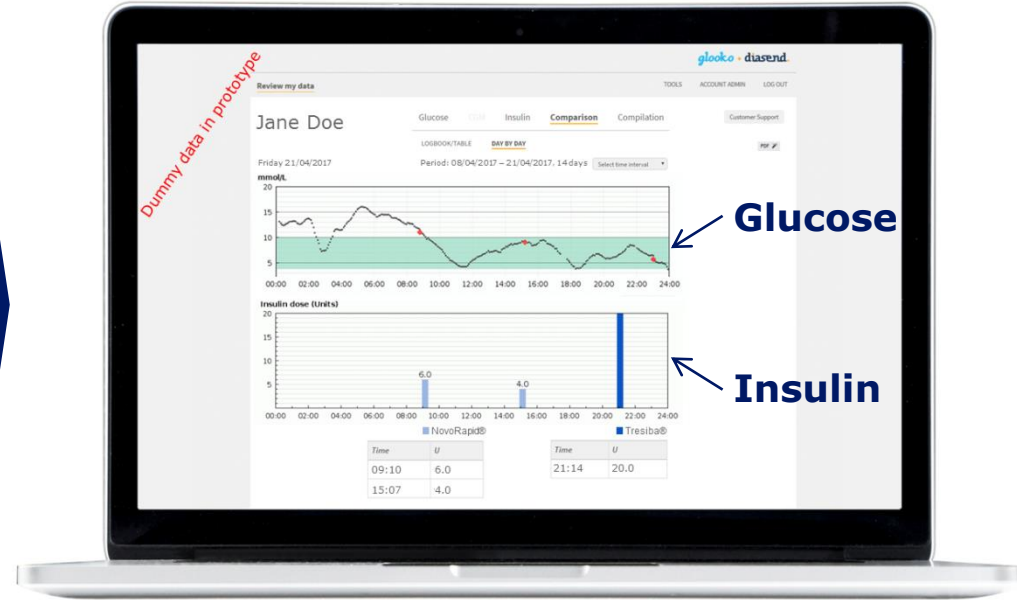 Dummy data in prototype
glooko + diasend.
Review my data
TOOLS ACCOUNT ADMIN LOG OUT
Jane Doe
Glucose Insulin Comparison Compilation
Customer Support
LOGBOOK/TABLE DAY BY DAY
PDF
Friday 21/04/2017
Period: 08/04/2017 – 21/04/2017. 14 days
Select time interval
mmol/L
20
15
10
5
00:00 02:00 04:00 06:00 08:00 10:00 12:00 14:00 16:00 18:00 20:00 22:00 24:00
Glucose
Insulin dose (Units)
20
15
10
5
6.0
4.0
00:00 02:00 04:00 06:00 08:00 10:00 12:00 14:00 16:00 18:00 20:00 22:00 24:00
Insulin
NovoRapid®
Tresiba®
Time U
09:10 6.0
15:07 4.0
Time U
21:14 20.0